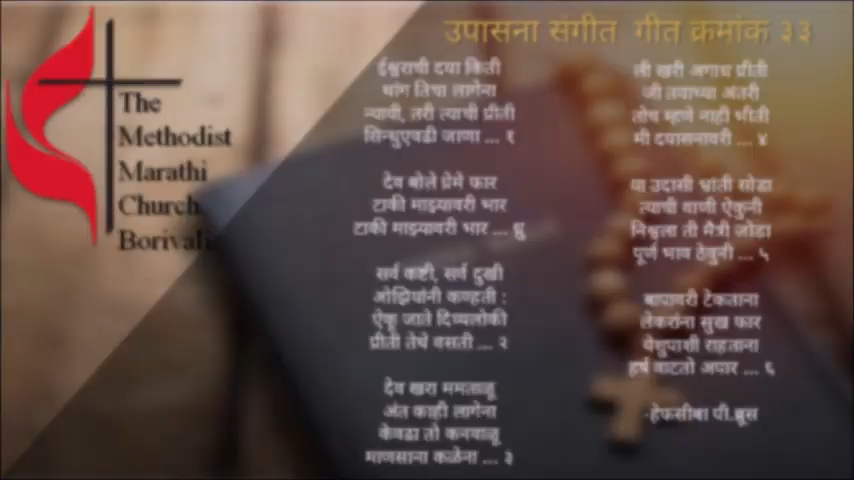 The
Methodist
Marathi
Church
Borivali
उपासना संगीत गीत क्रमांक ३३
ईश्वराची दया किती
थांग तिचा लागेना
न्यायी, तरी त्याची प्रीती
सिन्धुएवढी जाणा ... १
देव बोले प्रेमे फार
टाकी माझ्यावरी भार
टाकी माझ्यावरी भार ... ध्रु
सर्व कष्टी, सर्व दुखी
ओझियांनी कण्हती :
ऐकू जाते दिव्यलोकी
प्रीती तेथे वसती ... २
देव खरा ममताळू
अंत काही लागेना
केवढा तो कनवाळू
माणसाना कळेना ... ३
ती खरी अगाध प्रीती
जी तयाच्या अंतरी
तोच म्हणे नाही भीती
मी दयासनावरी ... ४
या उदासी भ्रांती सोडा
त्याची वाणी ऐकुनी
निश्चला ती मैत्री जोडा
पूर्ण भाव ठेवुनी ... ५
बापावरी टेकताना
लेकरांना सुख फार
येशुपाशी राहताना
हर्ष वाटतो अपार ... ६
-हेफसीबा पी.ब्रूस